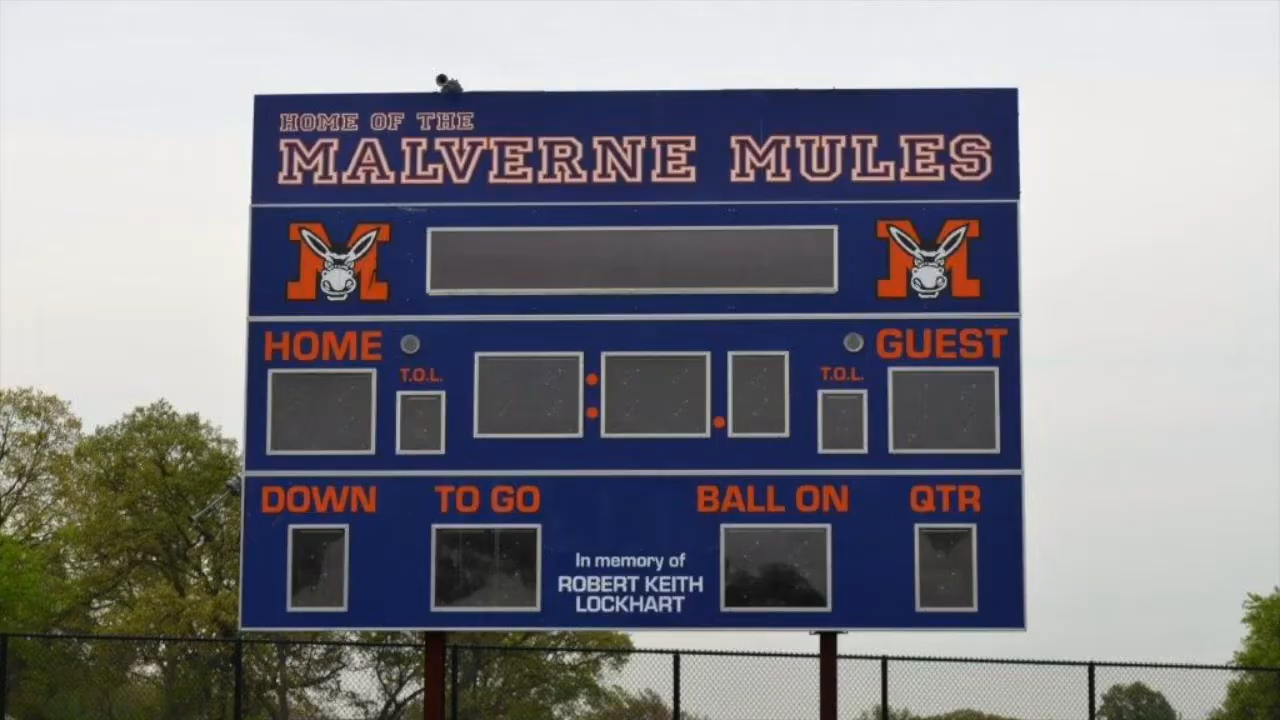 HOME OF THE
MALVERNE MULES
M M
HOME GUEST
T.O.L. T.O.L.
DOWN TO GO BALL ON QTR
In memory of
ROBERT KEITH
LOCKHART